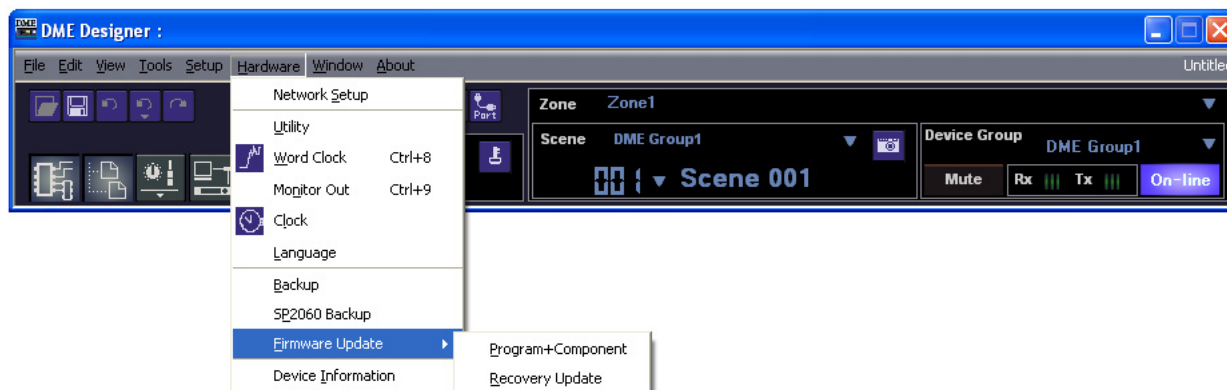 DME Designer :
File Edit View Tools Setup Hardware Window About Untitled
Network Setup
Utility
Word Clock Ctrl+8
Monitor Out Ctrl+9
Clock
Language
Backup
SP2060 Backup
Firmware Update
Device Information
Program+Component
Recovery Update
Port
Zone Zone1
Scene DME Group1
001 Scene 001
Device Group DME Group1
Mute Rx Tx On-line